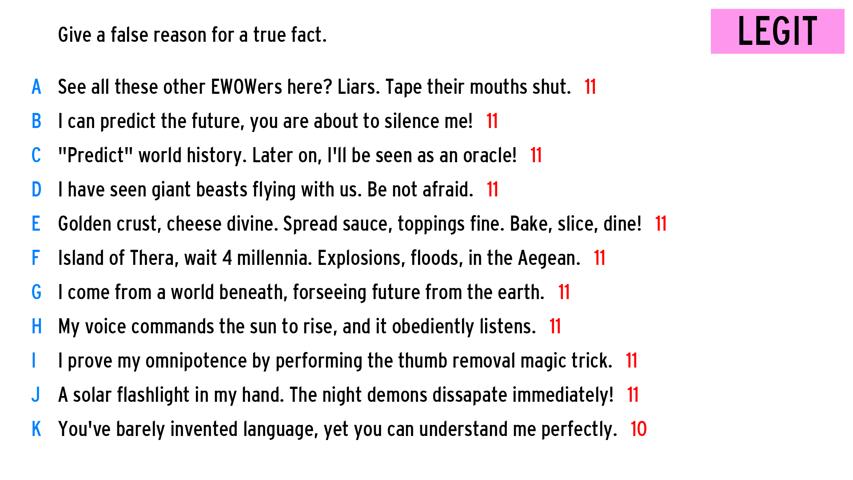 Give a false reason for a true fact.
LEGIT
A See all these other EWOWers here? Liars. Tape their mouths shut. 11
B I can predict the future, you are about to silence me! 11
C "Predict" world history. Later on, I'll be seen as an oracle! 11
D I have seen giant beasts flying with us. Be not afraid. 11
E Golden crust, cheese divine. Spread sauce, toppings fine. Bake, slice, dine! 11
F Island of Thera, wait 4 millennia. Explosions, floods, in the Aegean. 11
G I come from a world beneath, forseeing future from the earth. 11
H My voice commands the sun to rise, and it obediently listens. 11
I I prove my omnipotence by performing the thumb removal magic trick. 11
J A solar flashlight in my hand. The night demons dissapate immediately! 11
K You've barely invented language, yet you can understand me perfectly. 10